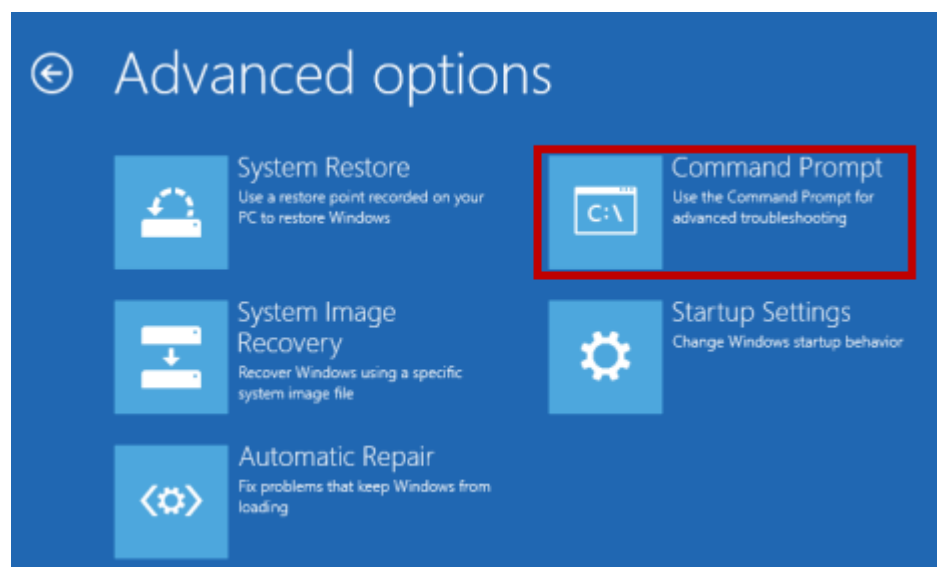 Advanced options
System Restore
Use a restore point recorded on your
PC to restore Windows
Command Prompt
Use the Command Prompt for
advanced troubleshooting
C:\
System Image
Recovery
Recover Windows using a specific
system image file
Startup Settings
Change Windows startup behavior
Automatic Repair
Fix problems that keep Windows from
loading